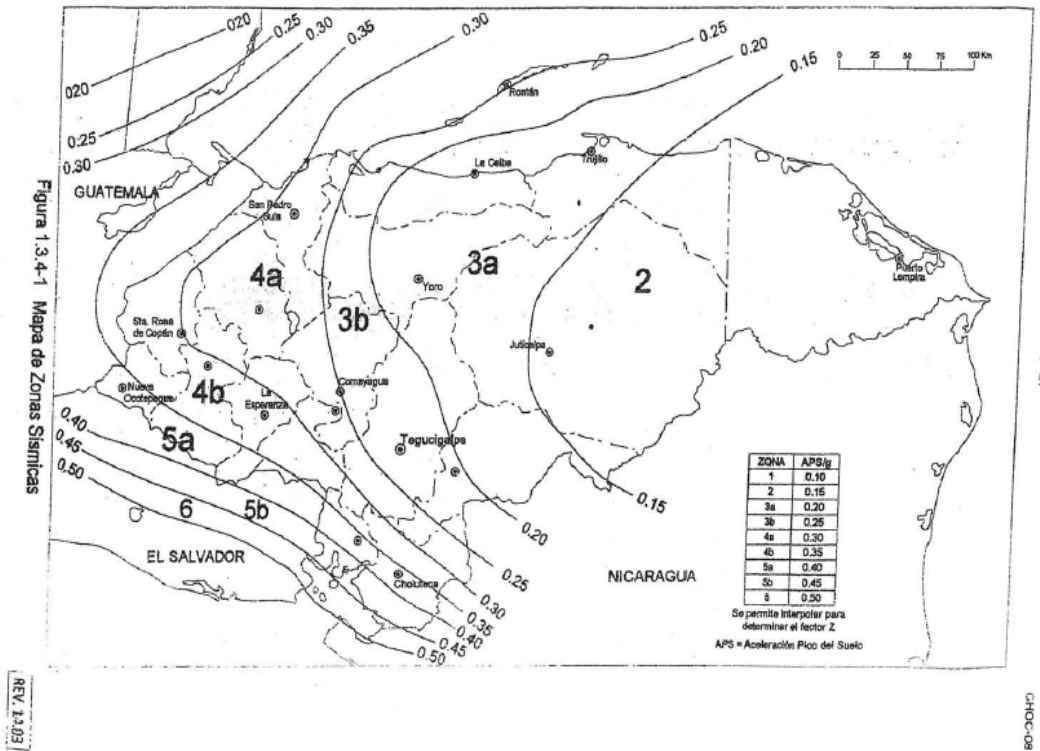 020
0.25
0.30
0.35
0.30
0.25
0.20
0.15
0 25 50 75 100 Km
020
0.25
0.30
Roatán
La Ceiba
Trujillo
GUATEMALA
San Pedro
Sula
4a
3a
2
Yoro
Puerto
Lempira
3b
Sta. Rosa
de Copán
Juticalpa
Nueva
Ocotepeque
4b
La
Esperanza
Comayagua
0.40
0.45
0.50
5a
Tegucigalpa
6
5b
0.15
0.20
EL SALVADOR
Choluteca
0.25
0.30
0.35
0.40
0.45
0.50
NICARAGUA
ZONA APS/g
1 0.10
2 0.15
3a 0.20
3b 0.25
4a 0.30
4b 0.35
5a 0.40
5b 0.45
6 0.50
Se permite interpolar para
determinar el factor Z
APS = Aceleración Pico del Suelo
Figura 1.3.4-1 Mapa de Zonas Sísmicas
CHOC-08